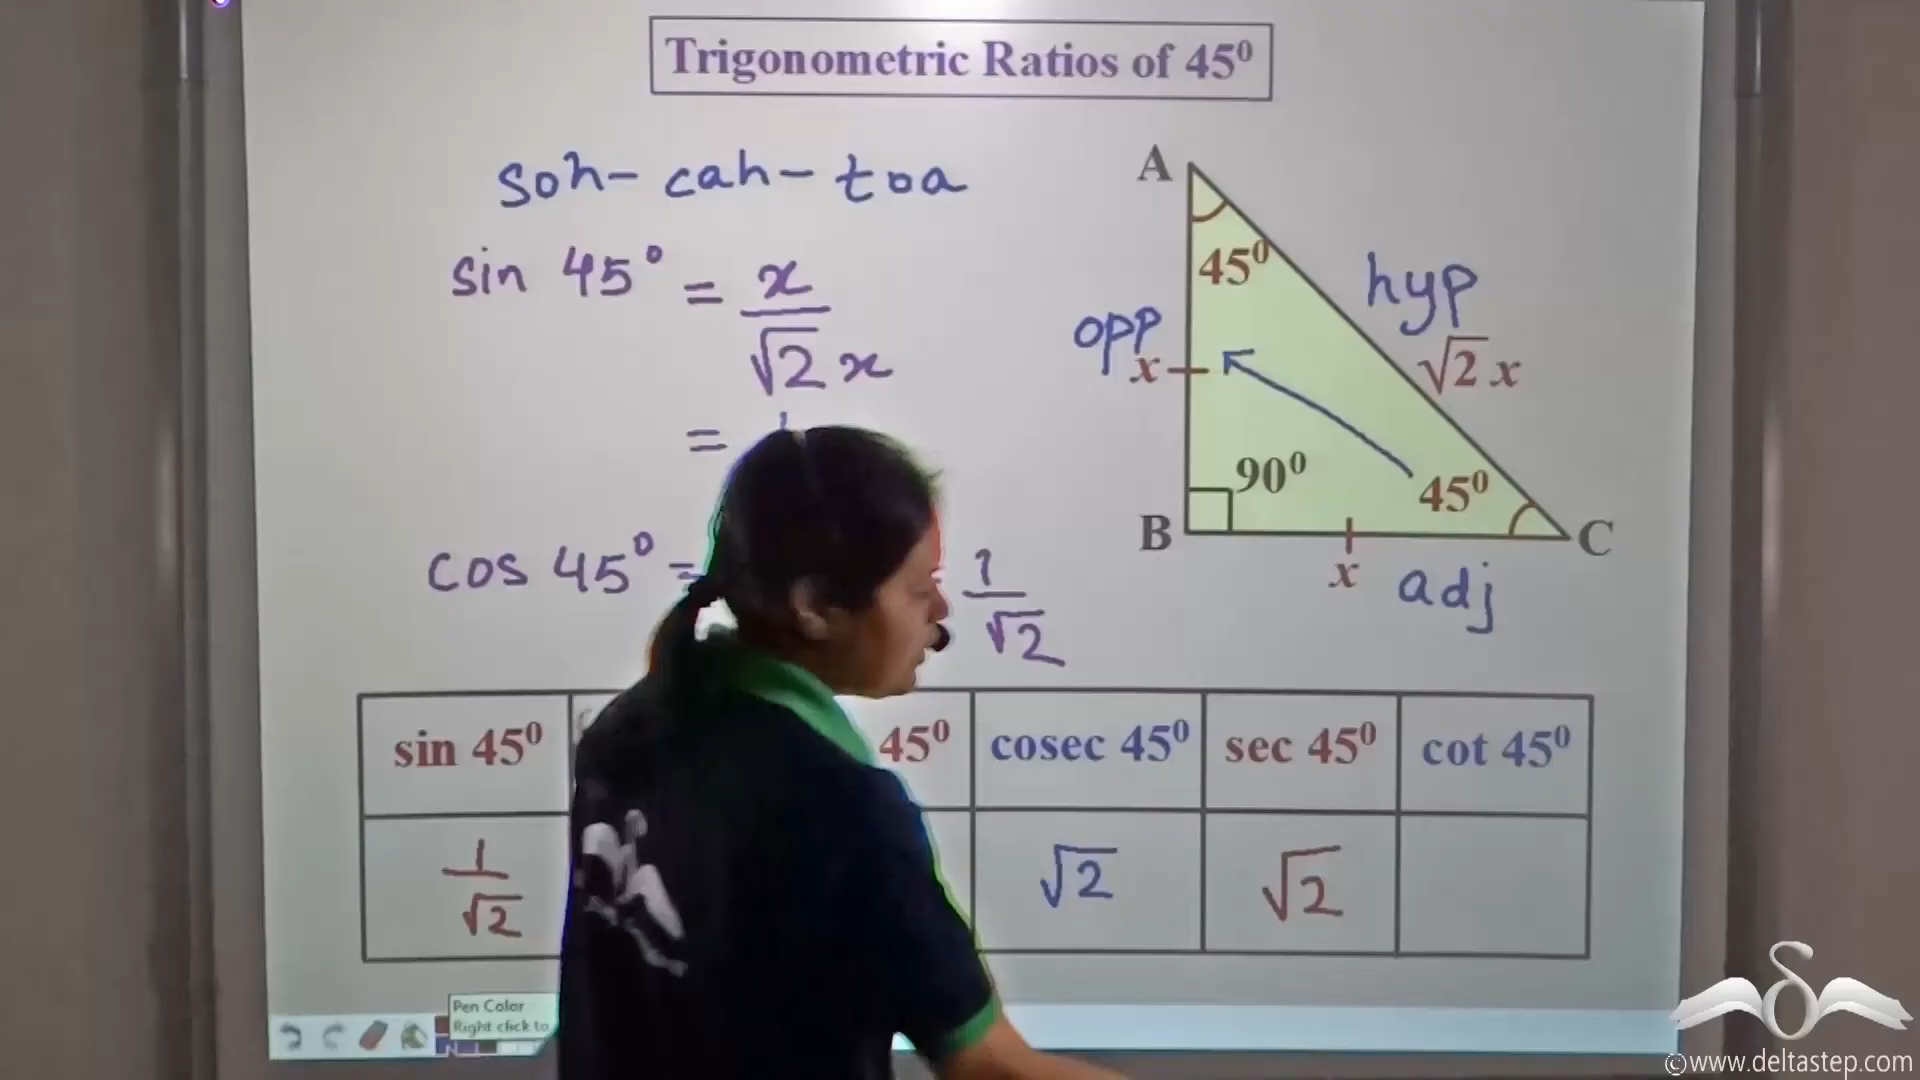 Trigonometric Ratios of 45⁰
soh - cah - toa
sin 45° = x / √2 x
=
cos 45° = 1 / √2
A
45⁰
hyp
√2 x
opp
x
90⁰
45⁰
B
C
x
adj
sin 45⁰ 45⁰ cosec 45⁰ sec 45⁰ cot 45⁰
1 / √2 √2 √2
Pen Color
Right click to
©www.deltastep.com